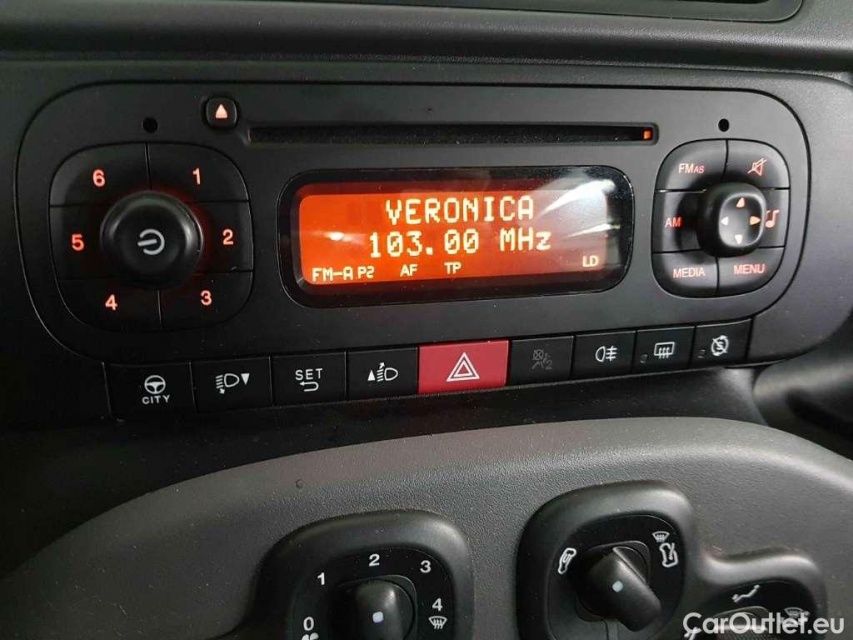 6 1
5 2
4 3
VERONICA
103.00 MHz
FM-A P2 AF TP LD
FMAS
AM
MEDIA MENU
CITY
SET
0 1 2 3 4
CarOutlet.eu